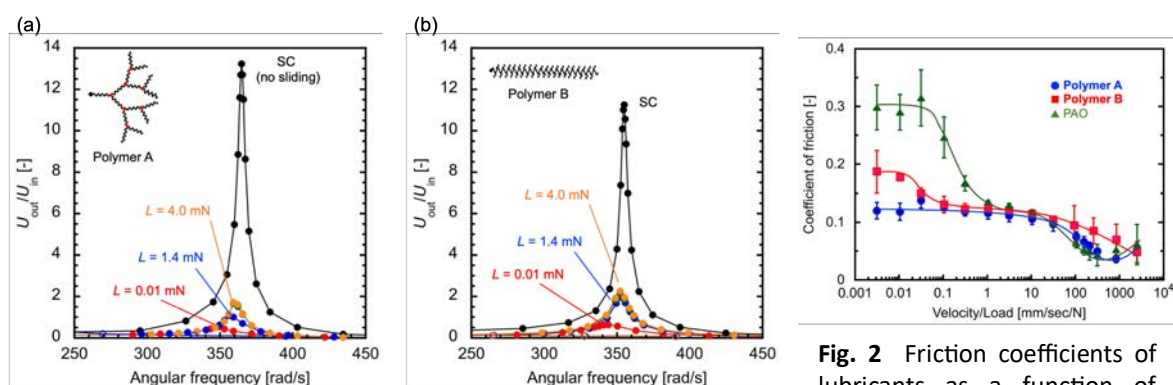 (a)
14
12
10
8
6
4
2
0
U_out/U_in [-]
Polymer A
SC
(no sliding)
L = 4.0 mN
L = 1.4 mN
L = 0.01 mN
250 300 350 400 450
Angular frequency [rad/s]
(b)
14
12
10
8
6
4
2
0
U_out/U_in [-]
Polymer B
SC
L = 4.0 mN
L = 1.4 mN
L = 0.01 mN
250 300 350 400 450
Angular frequency [rad/s]
0.4
0.3
0.2
0.1
0
Coefficient of friction [-]
Polymer A
Polymer B
PAO
0.001 0.01 0.1 1 10 100 1000 10⁴
Velocity/Load [mm/sec/N]
Fig. 2 Friction coefficients of
lubricants as a function of